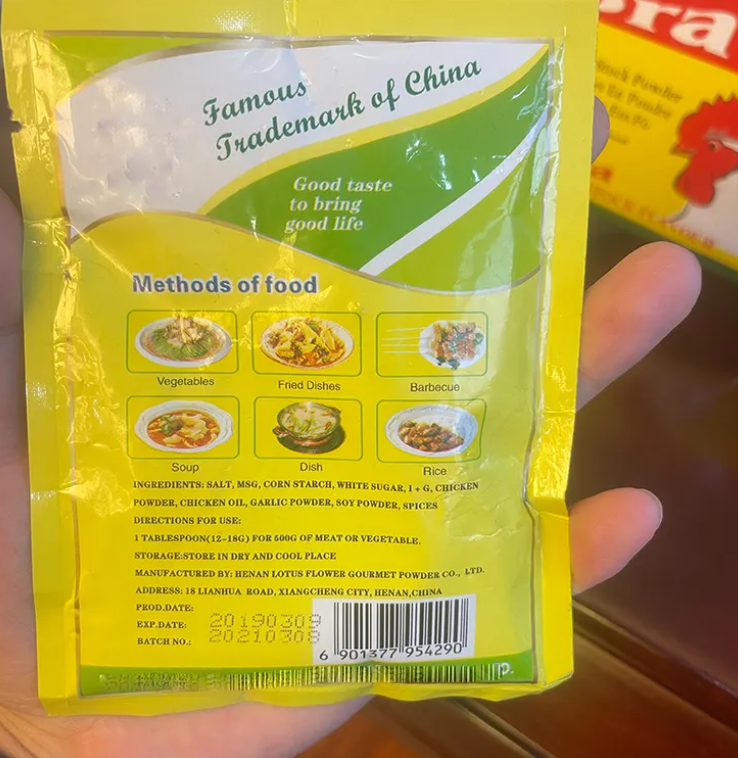 ra
Stock Powder
Famous
Trademark of China
Good taste
to bring
good life
Methods of food
Vegetables
Fried Dishes
Barbecue
Soup
Dish
Rice
INGREDIENTS: SALT, MSG, CORN STARCH, WHITE SUGAR, I + G, CHICKEN
POWDER, CHICKEN OIL, GARLIC POWDER, SOY POWDER, SPICES
DIRECTIONS FOR USE:
1 TABLESPOON(12-18G) FOR 500G OF MEAT OR VEGETABLE.
STORAGE:STORE IN DRY AND COOL PLACE
MANUFACTURED BY: HENAN LOTUS FLOWER GOURMET POWDER CO., LTD.
ADDRESS: 18 LIANHUA ROAD, XIANGCHENG CITY, HENAN,CHINA
PROD.DATE:
EXP.DATE: 20190309
BATCH NO.: 20210308
6 901377 954290